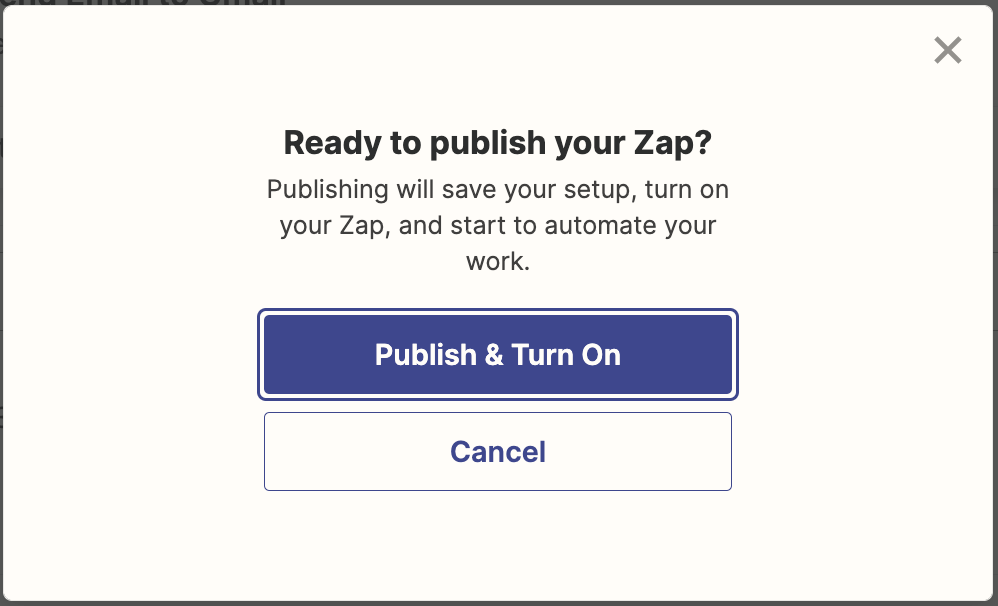 Ready to publish your Zap?
Publishing will save your setup, turn on
your Zap, and start to automate your
work.
Publish & Turn On
Cancel